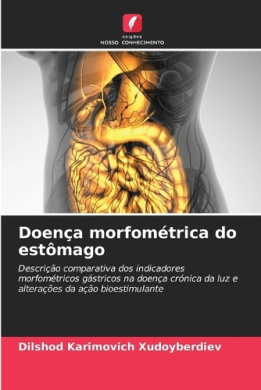 edições
NOSSO CONHECIMENTO
Doença morfométrica do
estômago
Descrição comparativa dos indicadores
morfométricos gástricos na doença crónica da luz e
alterações da ação bioestimulante
Dilshod Karimovich Xudoyberdiev